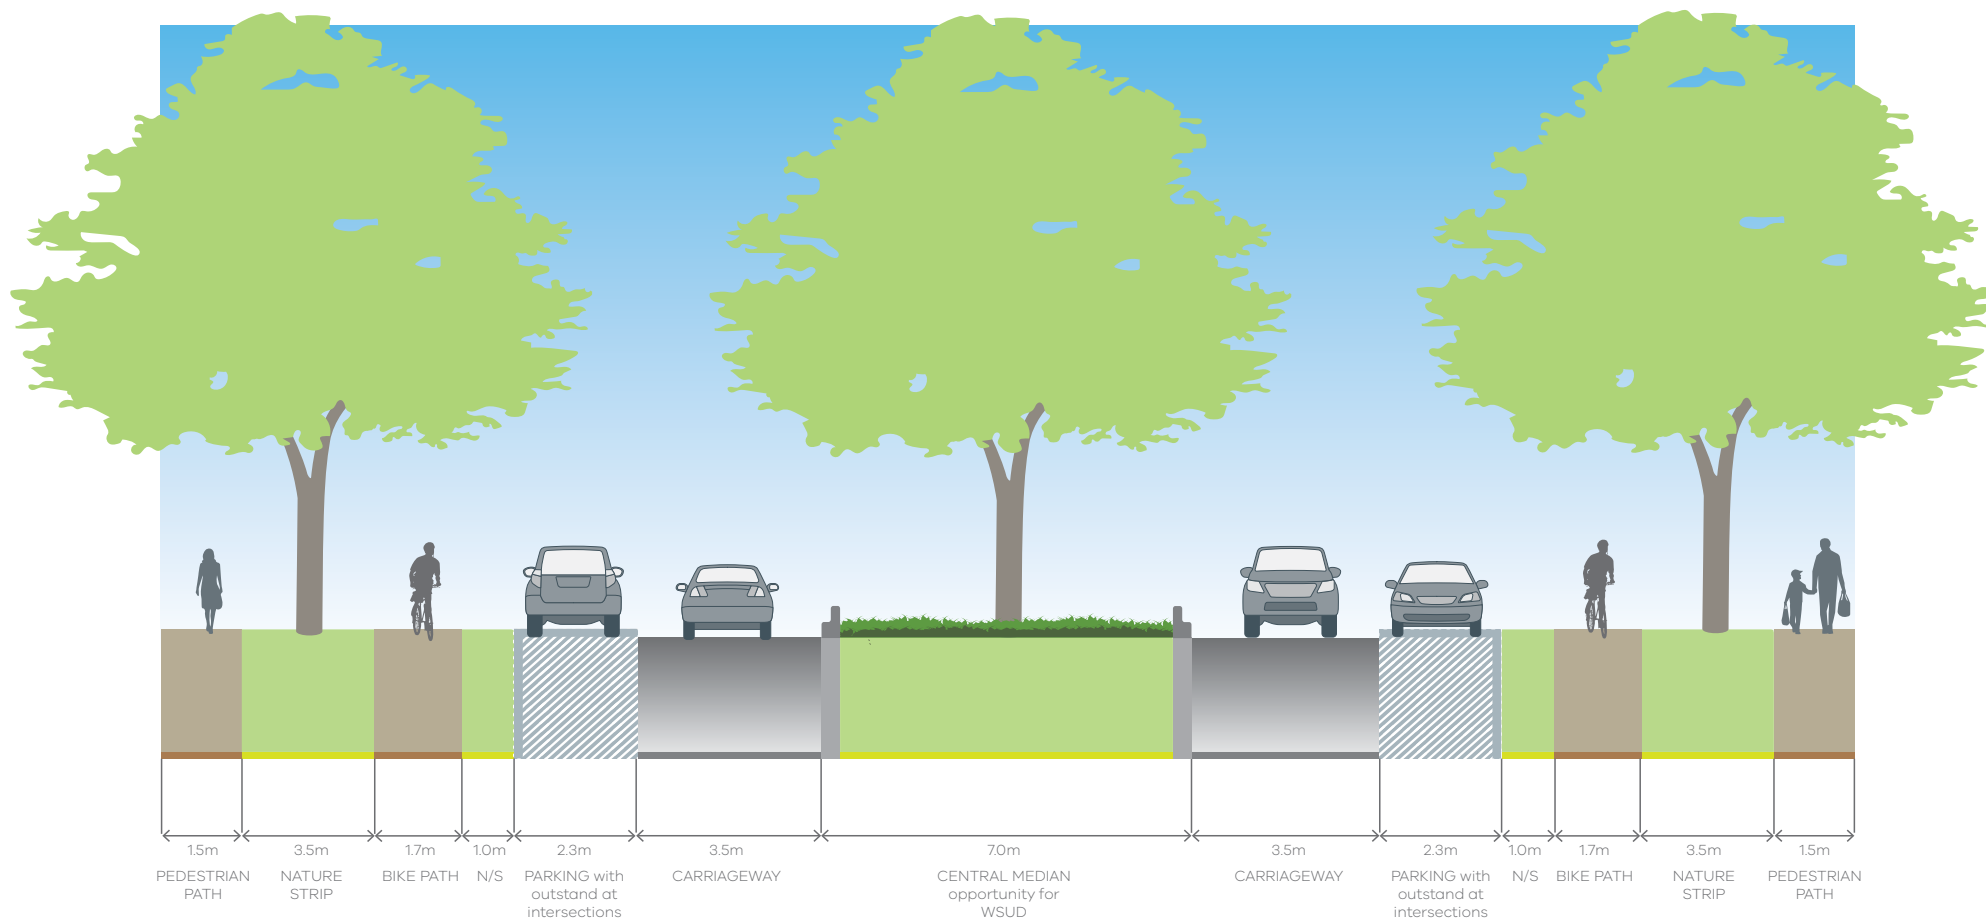 1.5m
3.5m
1.7m
1.0m
2.3m
3.5m
7.0m
3.5m
2.3m
1.0m
1.7m
3.5m
1.5m
PEDESTRIAN
PATH
NATURE
STRIP
BIKE PATH
N/S
PARKING with
outstand at
intersections
CARRIAGEWAY
CENTRAL MEDIAN
opportunity for
WSUD
CARRIAGEWAY
PARKING with
outstand at
intersections
N/S
BIKE PATH
NATURE
STRIP
PEDESTRIAN
PATH